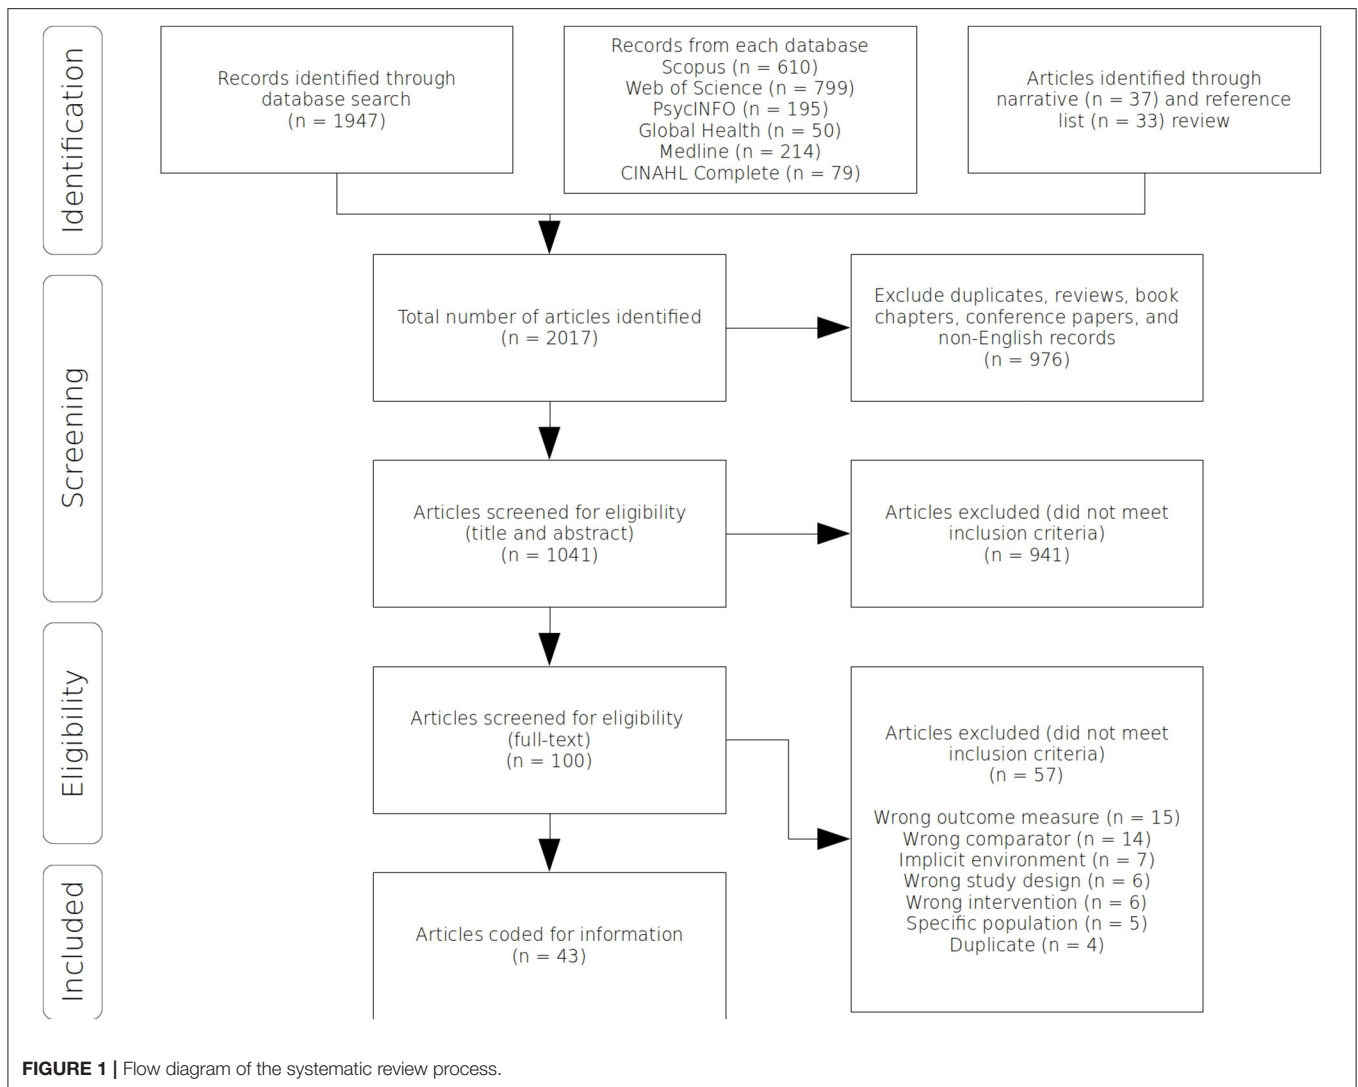 Identification
Records identified through
database search
(n = 1947)
Records from each database
Scopus (n = 610)
Web of Science (n = 799)
PsycINFO (n = 195)
Global Health (n = 50)
Medline (n = 214)
CINAHL Complete (n = 79)
Articles identified through
narrative (n = 37) and reference
list (n = 33) review
Screening
Total number of articles identified
(n = 2017)
Exclude duplicates, reviews, book
chapters, conference papers, and
non-English records
(n = 976)
Articles screened for eligibility
(title and abstract)
(n = 1041)
Articles excluded (did not meet
inclusion criteria)
(n = 941)
Eligibility
Articles screened for eligibility
(full-text)
(n = 100)
Articles excluded (did not meet
inclusion criteria)
(n = 57)
Wrong outcome measure (n = 15)
Wrong comparator (n = 14)
Implicit environment (n = 7)
Wrong study design (n = 6)
Wrong intervention (n = 6)
Specific population (n = 5)
Duplicate (n = 4)
Included
Articles coded for information
(n = 43)
FIGURE 1 | Flow diagram of the systematic review process.